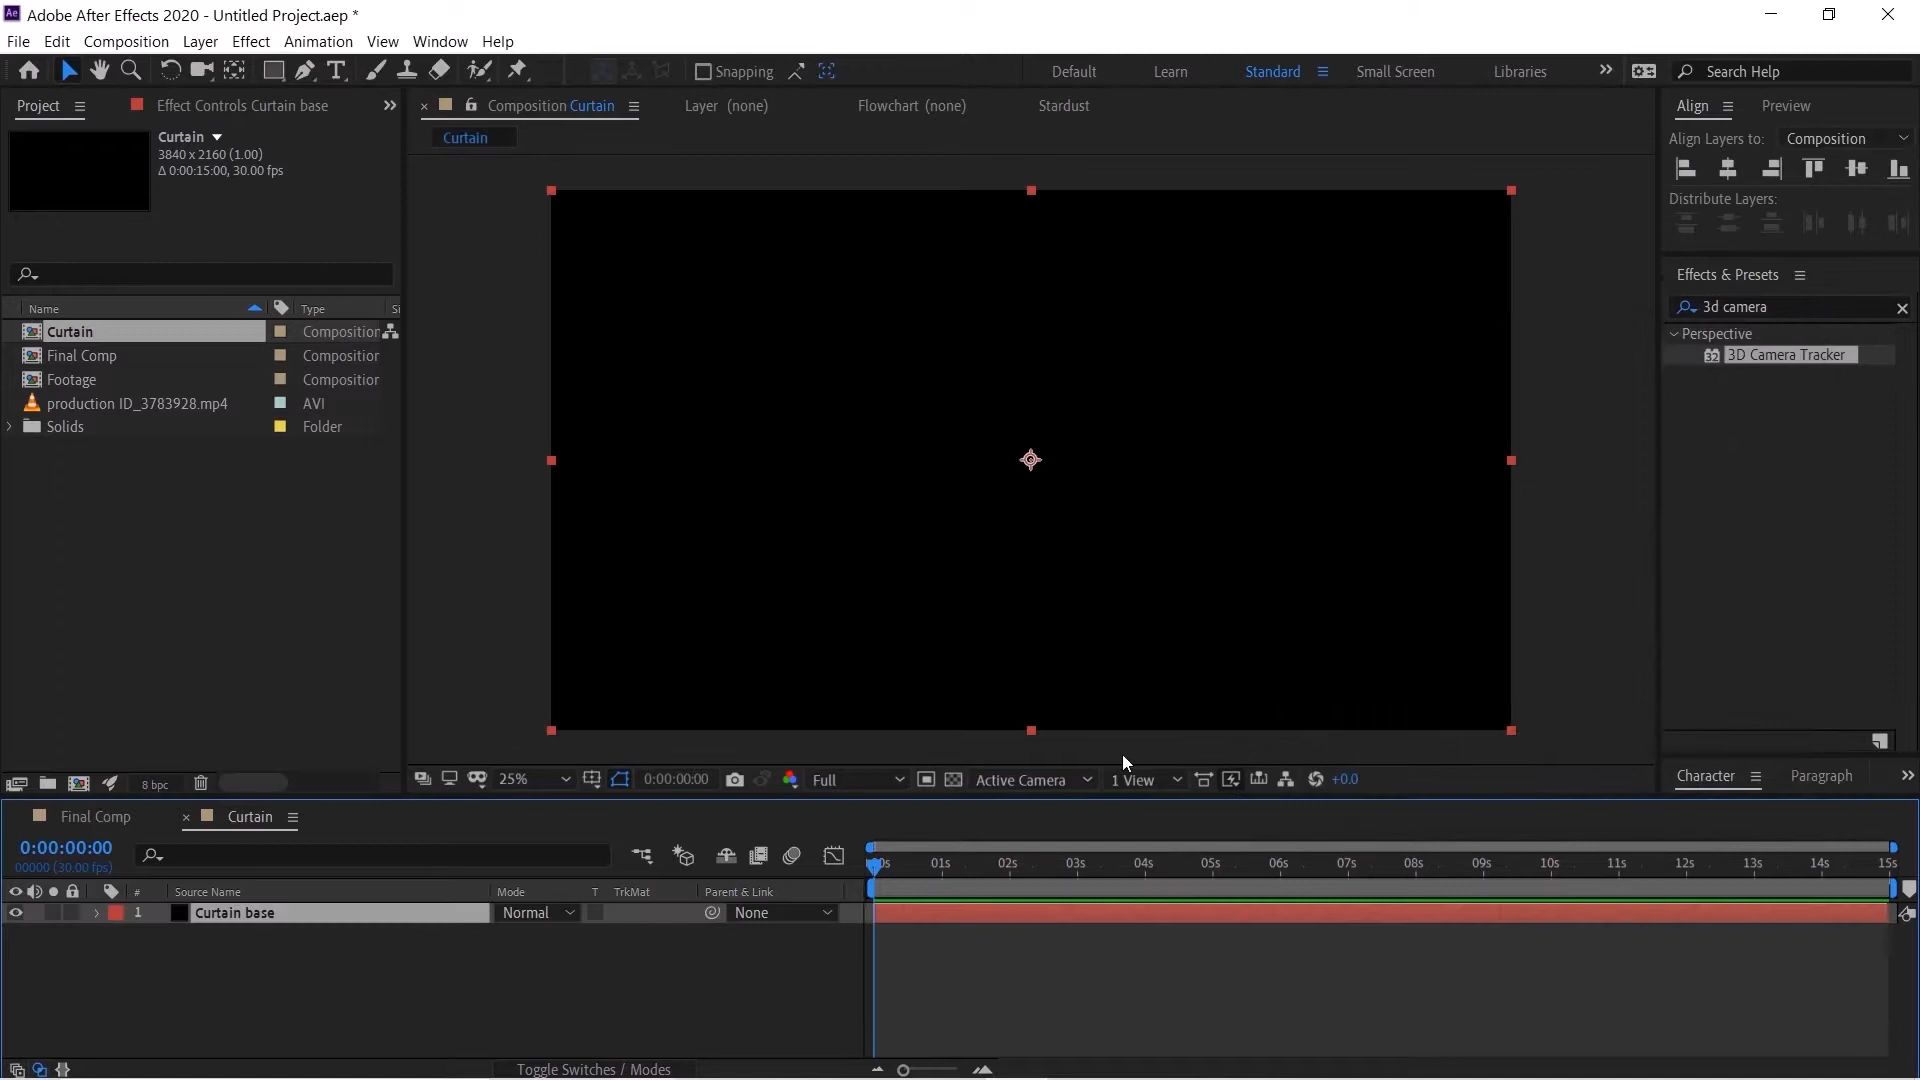 Adobe After Effects 2020 - Untitled Project.aep *
File Edit Composition Layer Effect Animation View Window Help
Snapping Default Learn Standard Small Screen Libraries Search Help
Project Effect Controls Curtain base
Composition Curtain Layer (none) Flowchart (none) Stardust
Align Preview
Curtain
3840 x 2160 (1.00)
Δ 0:00:15:00, 30.00 fps
Curtain
Align Layers to: Composition
Distribute Layers:
Effects & Presets
3d camera
Perspective
32 3D Camera Tracker
Name Type Si
Curtain Composition
Final Comp Composition
Footage Composition
production ID_3783928.mp4 AVI
Solids Folder
8 bpc
25% 0:00:00:00 Full Active Camera 1 View +0.0
Character Paragraph
Final Comp Curtain
0:00:00:00
00000 (30.00 fps)
01s 02s 03s 04s 05s 06s 07s 08s 09s 10s 11s 12s 13s 14s 15s
# Source Name Mode T TrkMat Parent & Link
1 Curtain base Normal None
Toggle Switches / Modes